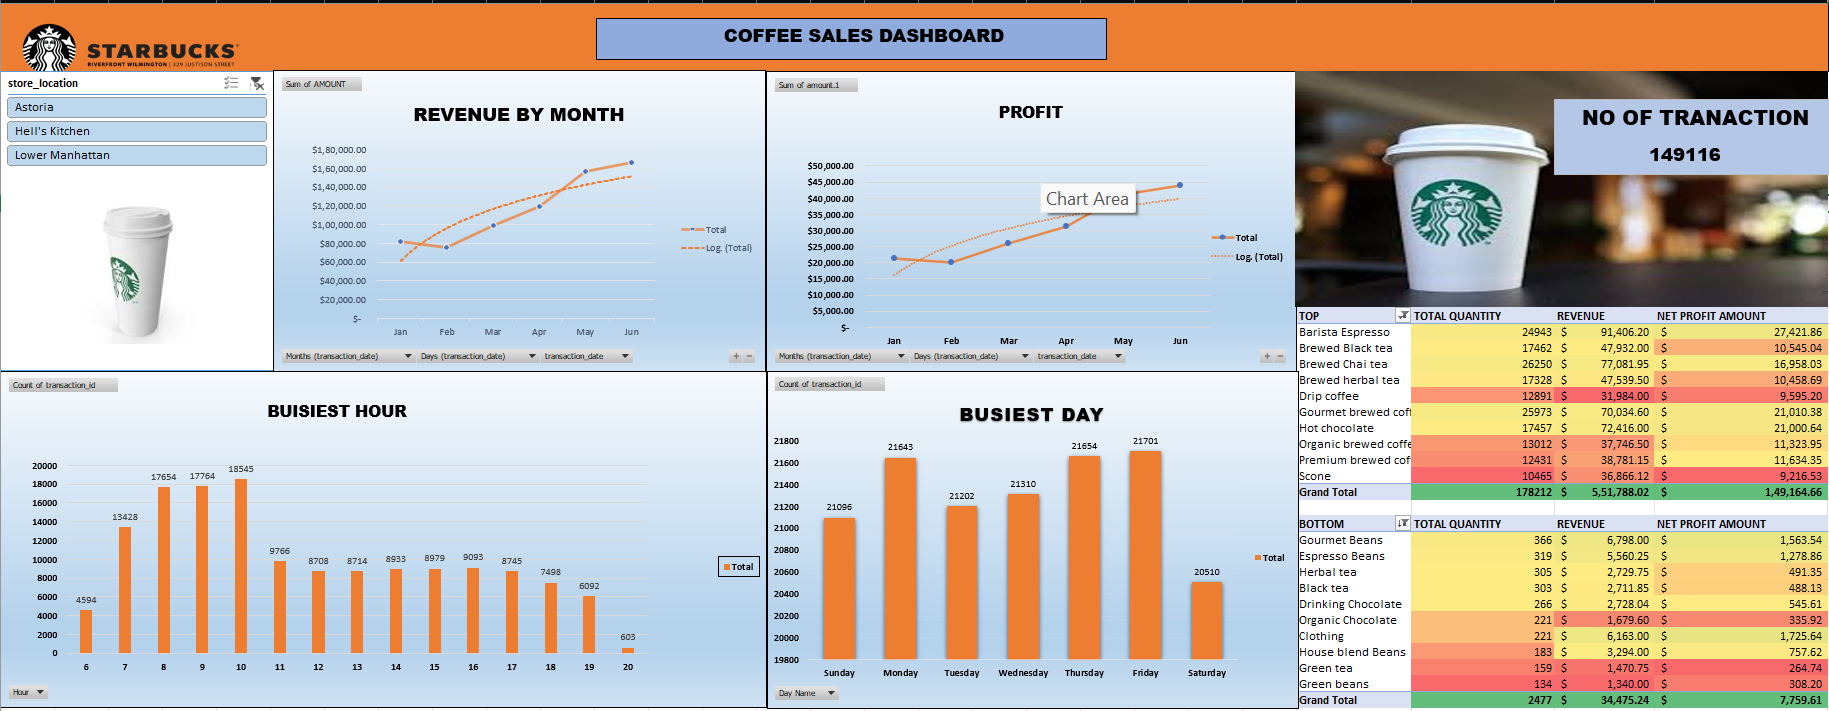 STARBUCKS
RIVERFRONT WILMINGTON | 329 JUSTISON STREET
COFFEE SALES DASHBOARD
store_location
Astoria
Hell's Kitchen
Lower Manhattan
Sum of AMOUNT
REVENUE BY MONTH
$1,80,000.00
$1,60,000.00
$1,40,000.00
$1,20,000.00
$1,00,000.00
$80,000.00
$60,000.00
$40,000.00
$20,000.00
$-
Jan Feb Mar Apr May Jun
Total
Log. (Total)
Months (transaction_date) Days (transaction_date) transaction_date
Sum of amount.1
PROFIT
$50,000.00
$45,000.00
$40,000.00
$35,000.00
$30,000.00
$25,000.00
$20,000.00
$15,000.00
$10,000.00
$5,000.00
$-
Chart Area
Jan Feb Mar Apr May Jun
Total
Log. (Total)
Months (transaction_date) Days (transaction_date) transaction_date
NO OF TRANACTION
149116
Count of transaction_id
BUISIEST HOUR
20000
18000
16000
14000
12000
10000
8000
6000
4000
2000
0
4594 13428 17654 17764 18545 9766 8708 8714 8933 8979 9093 8745 7498 6092 603
6 7 8 9 10 11 12 13 14 15 16 17 18 19 20
Total
Hour
Count of transaction_id
BUSIEST DAY
21800
21600
21400
21200
21000
20800
20600
20400
20200
20000
19800
21096 21643 21202 21310 21654 21701 20510
Sunday Monday Tuesday Wednesday Thursday Friday Saturday
Total
Day Name
TOP TOTAL QUANTITY REVENUE NET PROFIT AMOUNT
Barista Espresso 24943 $ 91,406.20 $ 27,421.86
Brewed Black tea 17462 $ 47,932.00 $ 10,545.04
Brewed Chai tea 26250 $ 77,081.95 $ 16,958.03
Brewed herbal tea 17328 $ 47,539.50 $ 10,458.69
Drip coffee 12891 $ 31,984.00 $ 9,595.20
Gourmet brewed coff 25973 $ 70,034.60 $ 21,010.38
Hot chocolate 17457 $ 72,416.00 $ 21,000.64
Organic brewed coffe 13012 $ 37,746.50 $ 11,323.95
Premium brewed cof 12431 $ 38,781.15 $ 11,634.35
Scone 10465 $ 36,866.12 $ 9,216.53
Grand Total 178212 $ 5,51,788.02 $ 1,49,164.66
BOTTOM TOTAL QUANTITY REVENUE NET PROFIT AMOUNT
Gourmet Beans 366 $ 6,798.00 $ 1,563.54
Espresso Beans 319 $ 5,560.25 $ 1,278.86
Herbal tea 305 $ 2,729.75 $ 491.35
Black tea 303 $ 2,711.85 $ 488.13
Drinking Chocolate 266 $ 2,728.04 $ 545.61
Organic Chocolate 221 $ 1,679.60 $ 335.92
Clothing 221 $ 6,163.00 $ 1,725.64
House blend Beans 183 $ 3,294.00 $ 757.62
Green tea 159 $ 1,470.75 $ 264.74
Green beans 134 $ 1,340.00 $ 308.20
Grand Total 2477 $ 34,475.24 $ 7,759.61